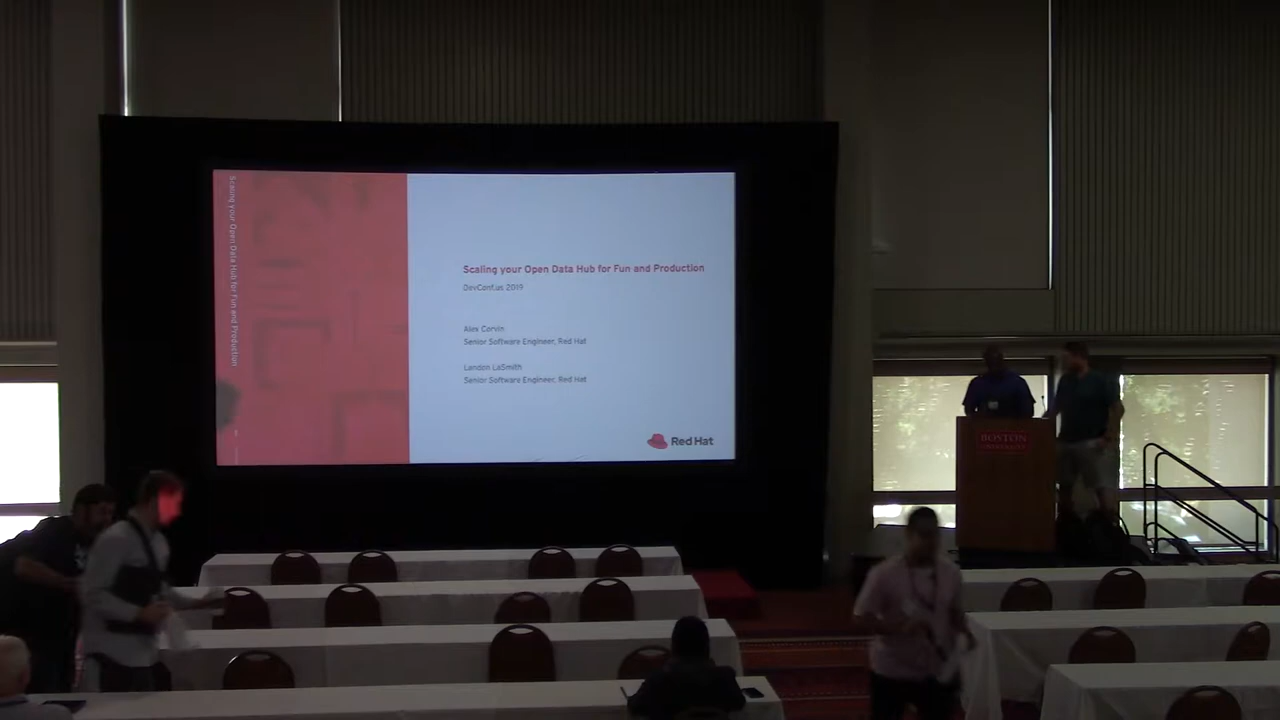 Scaling your Open Data Hub for Fun and Production
Scaling your Open Data Hub for Fun and Production
DevConf.us 2019
Alex Corvin
Senior Software Engineer, Red Hat
Landon LaSmith
Senior Software Engineer, Red Hat
Red Hat
BOSTON
UNIVERSITY